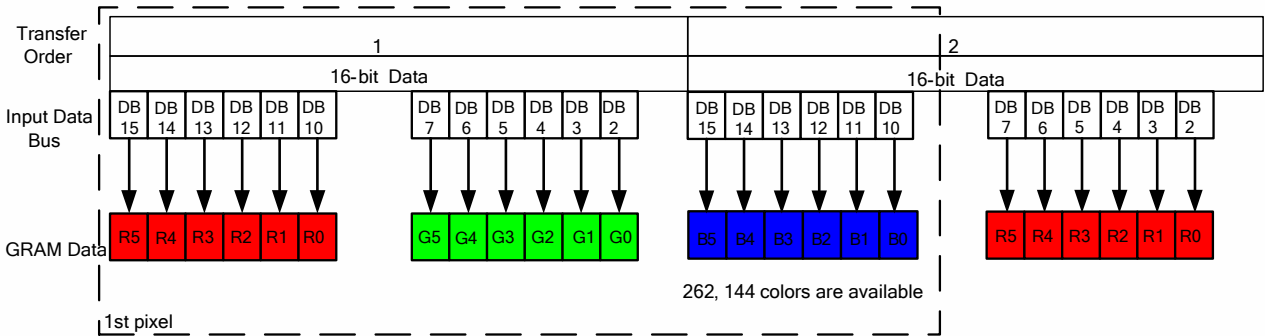 Transfer Order
1 2
16-bit Data 16-bit Data
Input Data Bus
DB 15 DB 14 DB 13 DB 12 DB 11 DB 10 DB 7 DB 6 DB 5 DB 4 DB 3 DB 2 DB 15 DB 14 DB 13 DB 12 DB 11 DB 10 DB 7 DB 6 DB 5 DB 4 DB 3 DB 2
GRAM Data R5 R4 R3 R2 R1 R0 G5 G4 G3 G2 G1 G0 B5 B4 B3 B2 B1 B0 R5 R4 R3 R2 R1 R0
262, 144 colors are available
1st pixel